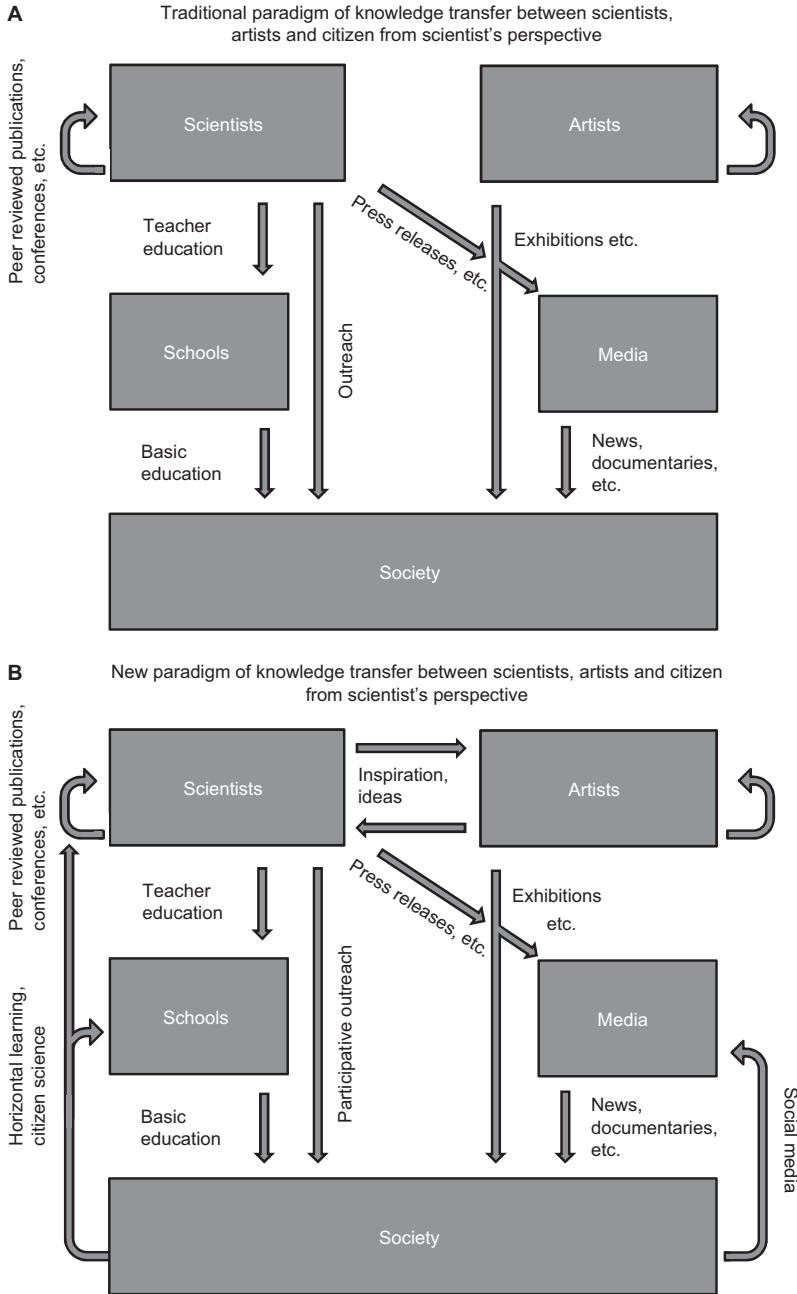 A
Traditional paradigm of knowledge transfer between scientists,
artists and citizen from scientist's perspective
Peer reviewed publications,
conferences, etc.
Scientists
Artists
Teacher
education
Press releases, etc.
Exhibitions etc.
Schools
Outreach
Media
Basic
education
News,
documentaries,
etc.
Society
B
New paradigm of knowledge transfer between scientists, artists and citizen
from scientist's perspective
Peer reviewed publications,
conferences, etc.
Scientists
Inspiration,
ideas
Artists
Teacher
education
Press releases, etc.
Exhibitions
etc.
Horizontal learning,
citizen science
Schools
Participative outreach
Media
Basic
education
News,
documentaries,
etc.
Social media
Society